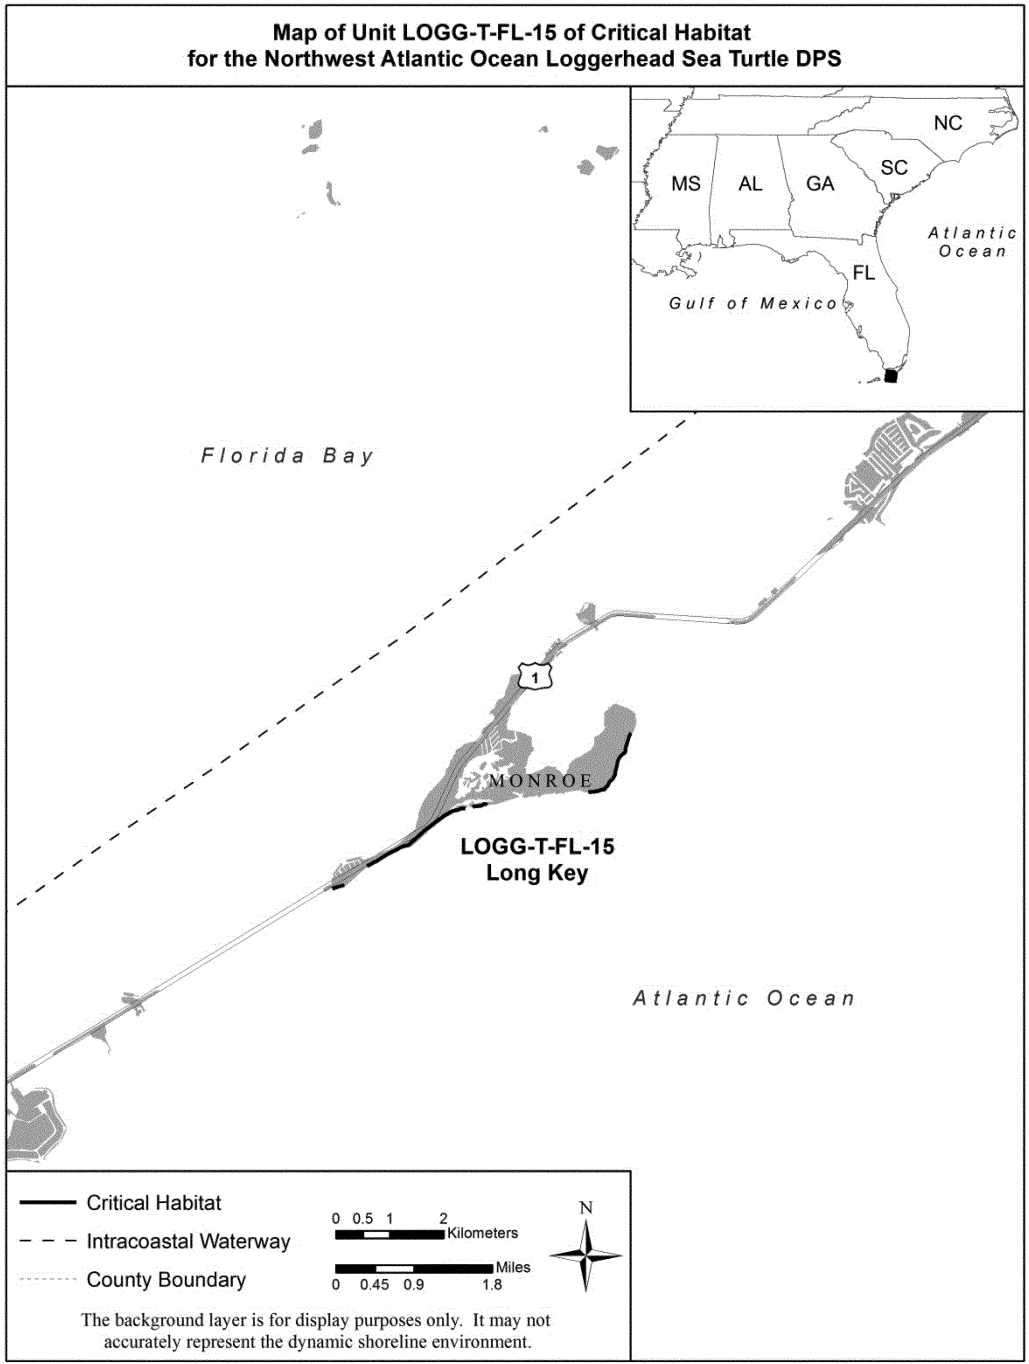 Map of Unit LOGG-T-FL-15 of Critical Habitat
for the Northwest Atlantic Ocean Loggerhead Sea Turtle DPS
NC
SC
MS
AL
GA
Atlantic
Ocean
FL
Gulf of Mexico
Florida Bay
1
MONROE
LOGG-T-FL-15
Long Key
Atlantic Ocean
Critical Habitat
Intracoastal Waterway
County Boundary
0 0.5 1 2
Kilometers
Miles
0 0.45 0.9 1.8
N
The background layer is for display purposes only. It may not
accurately represent the dynamic shoreline environment.